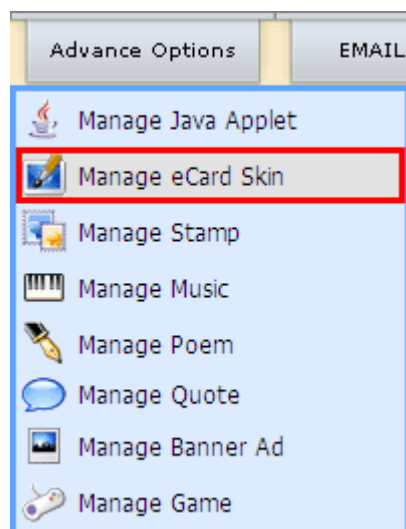 Advance Options EMAIL
Manage Java Applet
Manage eCard Skin
Manage Stamp
Manage Music
Manage Poem
Manage Quote
Manage Banner Ad
Manage Game